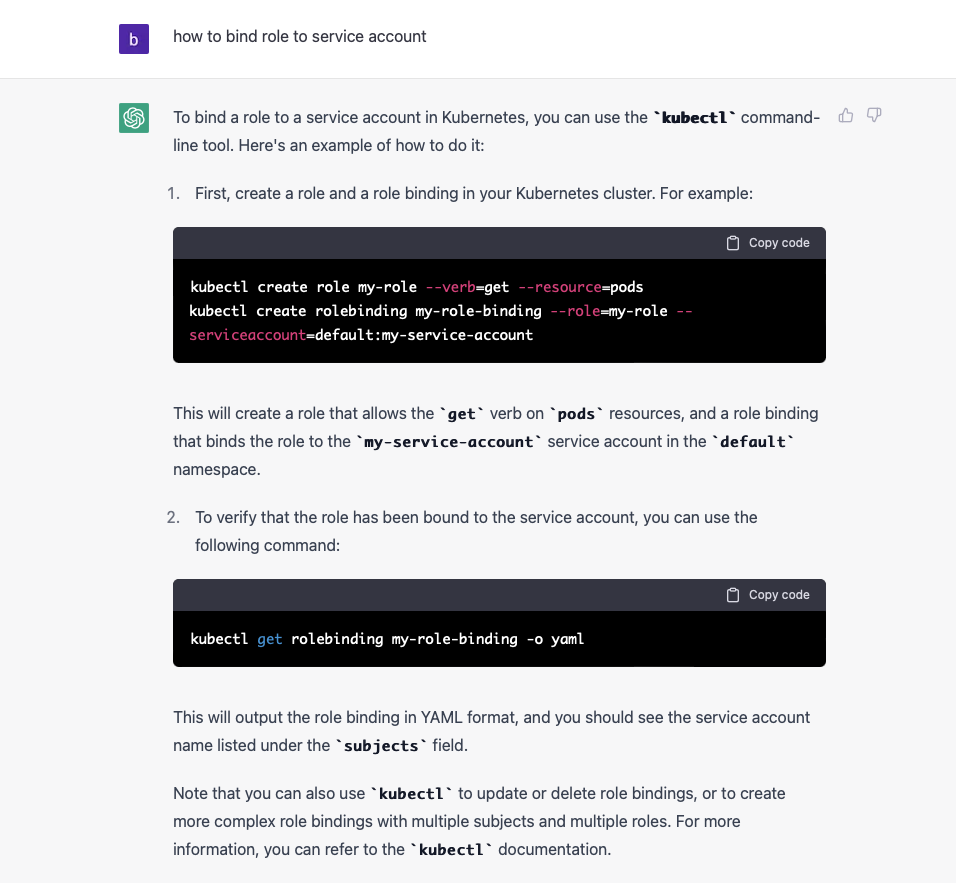 b
how to bind role to service account
To bind a role to a service account in Kubernetes, you can use the `kubectl` command-
line tool. Here's an example of how to do it:
1. First, create a role and a role binding in your Kubernetes cluster. For example:
Copy code
kubectl create role my-role --verb=get --resource=pods
kubectl create rolebinding my-role-binding --role=my-role --
serviceaccount=default:my-service-account
This will create a role that allows the `get` verb on `pods` resources, and a role binding
that binds the role to the `my-service-account` service account in the `default`
namespace.
2. To verify that the role has been bound to the service account, you can use the
following command:
Copy code
kubectl get rolebinding my-role-binding -o yaml
This will output the role binding in YAML format, and you should see the service account
name listed under the `subjects` field.
Note that you can also use `kubectl` to update or delete role bindings, or to create
more complex role bindings with multiple subjects and multiple roles. For more
information, you can refer to the `kubectl` documentation.